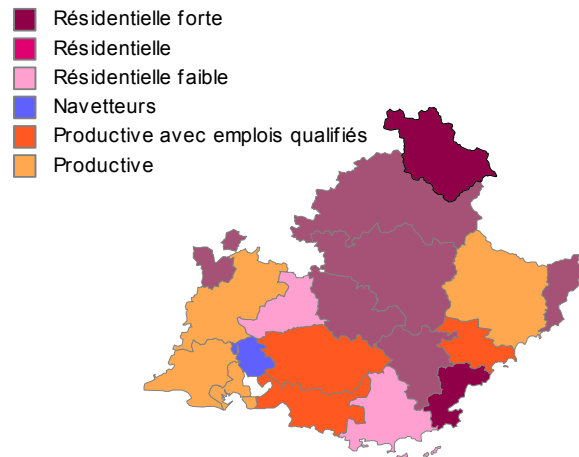 Résidentielle forte
Résidentielle
Résidentielle faible
Navetteurs
Productive avec emplois qualifiés
Productive